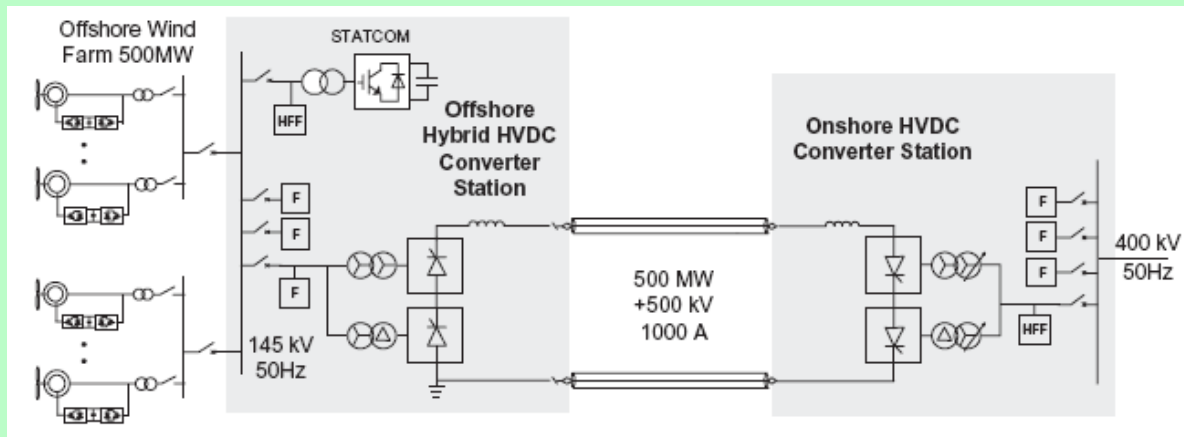 Offshore Wind
Farm 500MW
STATCOM
HFF
Offshore
Hybrid HVDC
Converter
Station
F
F
F
145 kV
50Hz
500 MW
+500 kV
1000 A
Onshore HVDC
Converter Station
F
F
F
HFF
400 kV
50Hz